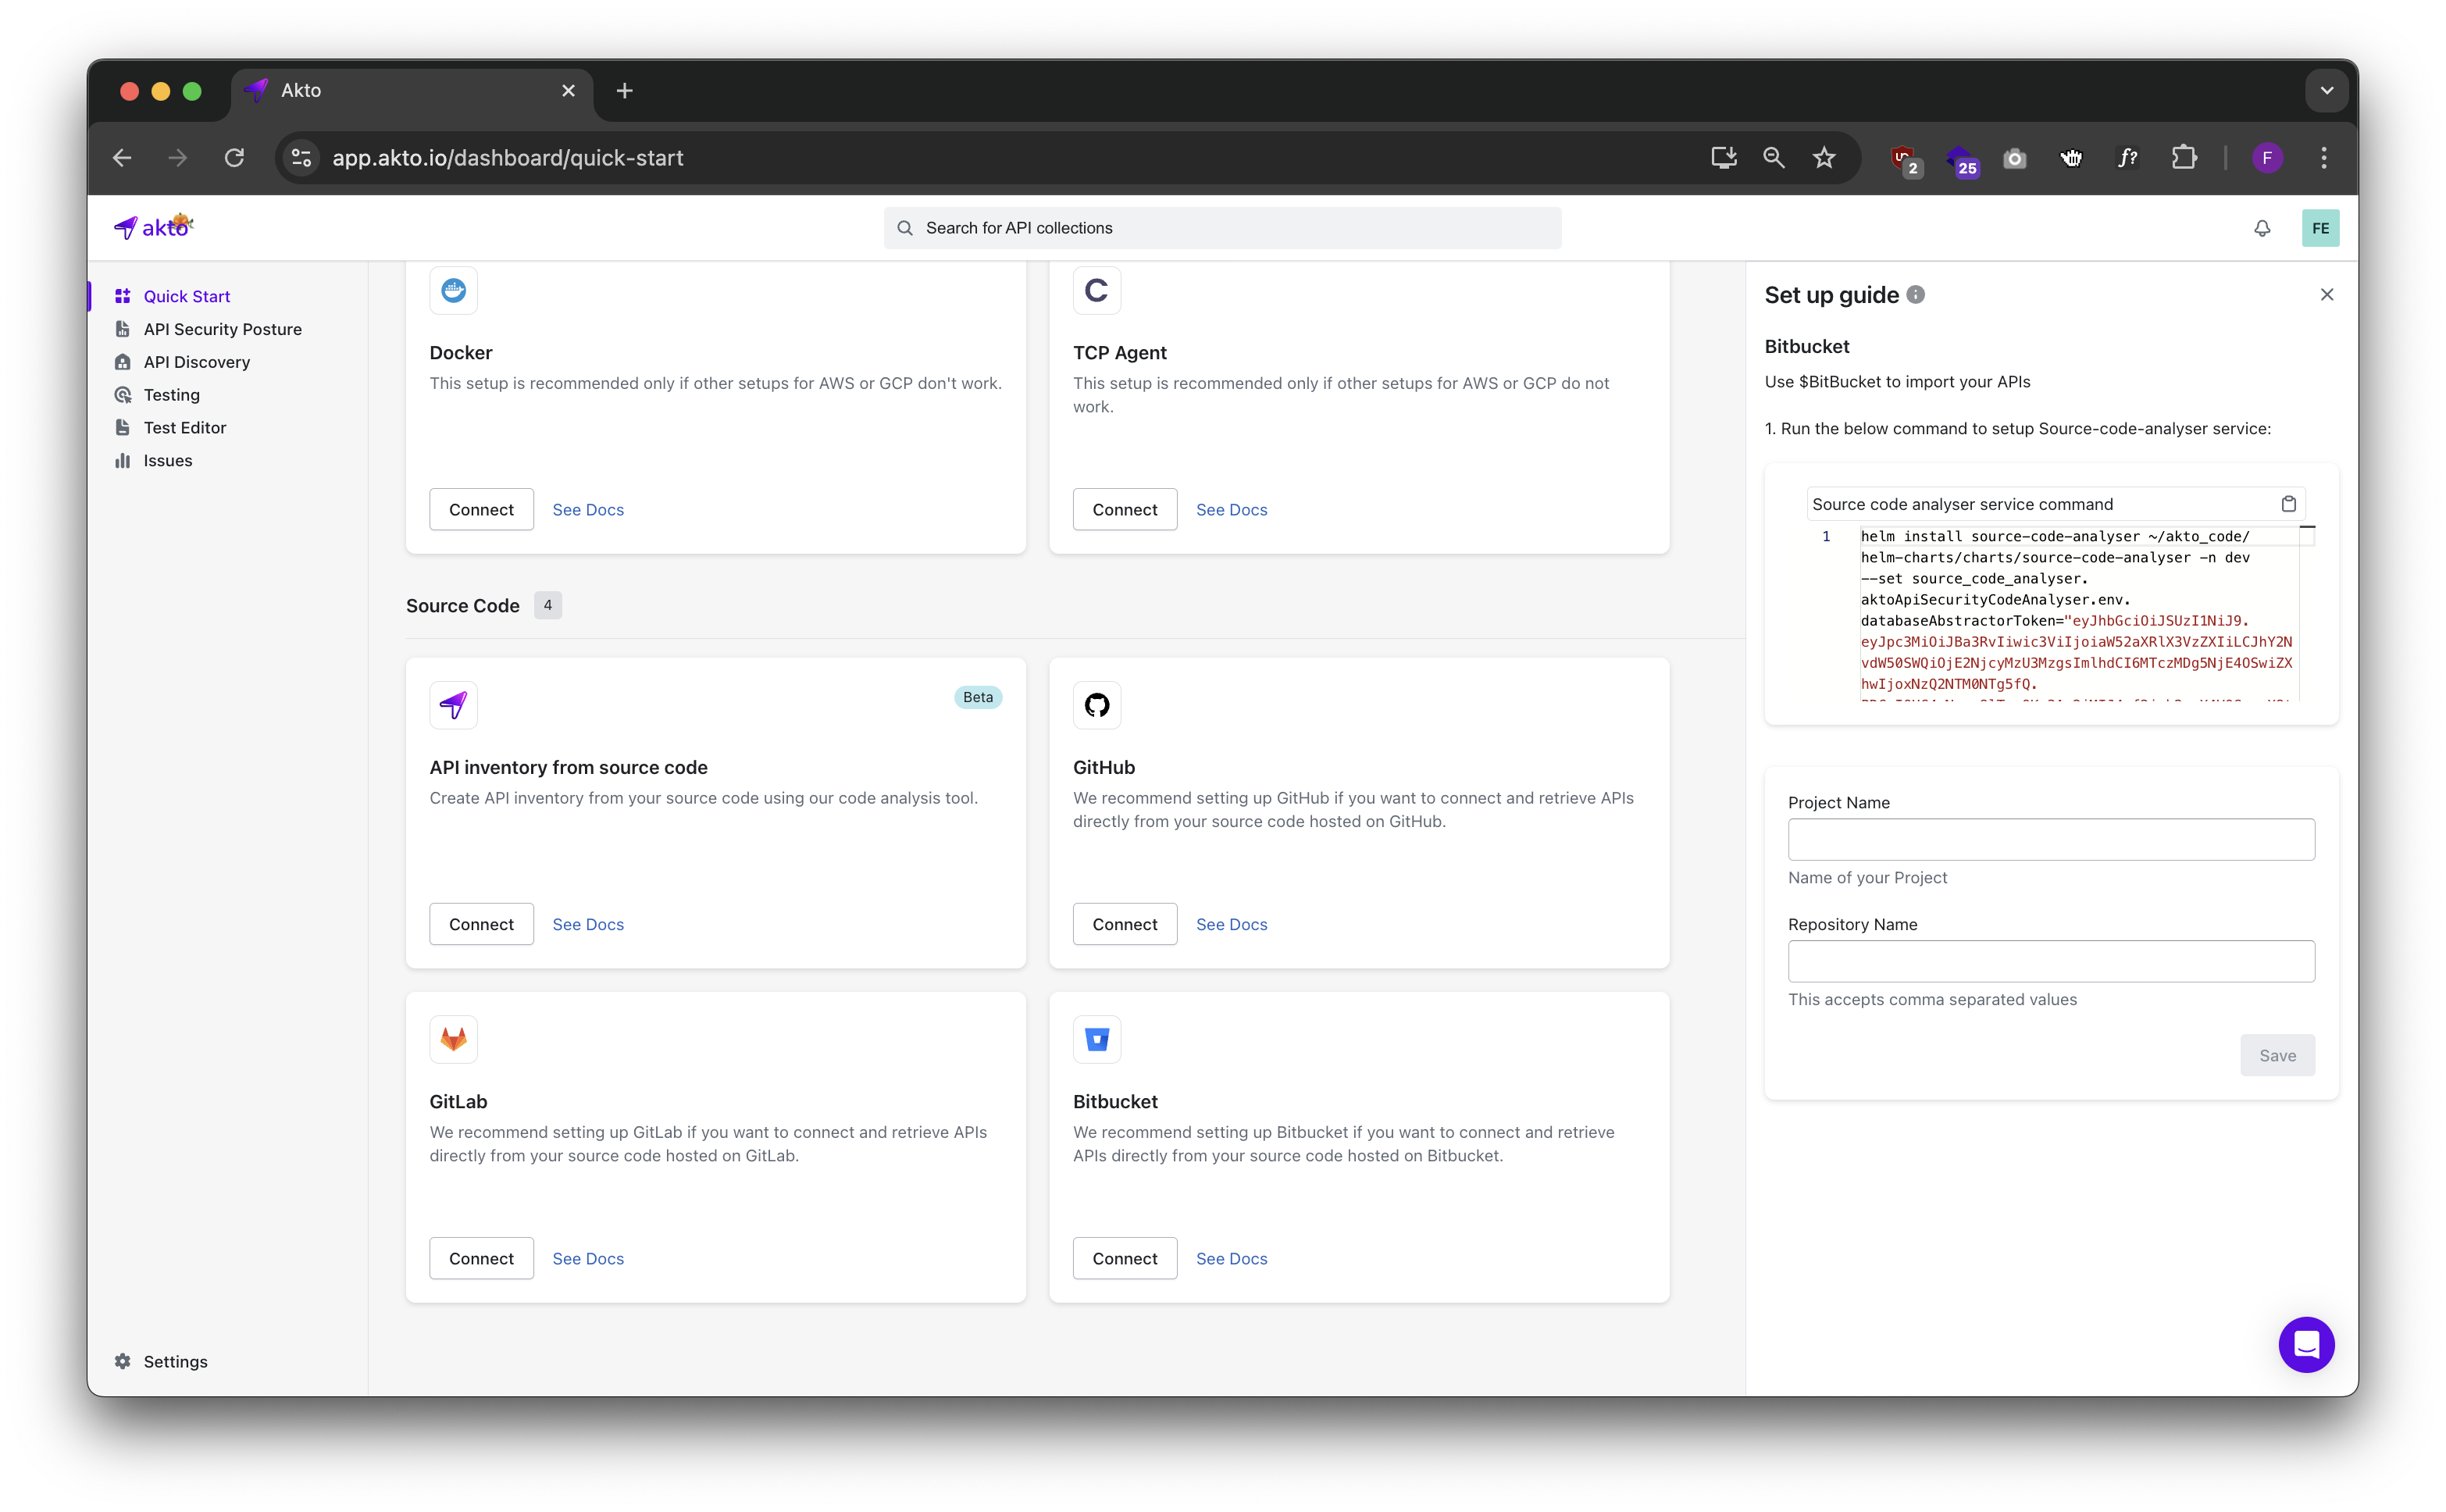 Akto
app.akto.io/dashboard/quick-start
2
25
f?
F
akto
Search for API collections
FE
Quick Start
API Security Posture
API Discovery
Testing
Test Editor
Issues
Settings
Docker
This setup is recommended only if other setups for AWS or GCP don't work.
Connect
See Docs
C
TCP Agent
This setup is recommended only if other setups for AWS or GCP do not
work.
Connect
See Docs
Source Code 4
Beta
API inventory from source code
Create API inventory from your source code using our code analysis tool.
Connect
See Docs
GitHub
We recommend setting up GitHub if you want to connect and retrieve APIs
directly from your source code hosted on GitHub.
Connect
See Docs
GitLab
We recommend setting up GitLab if you want to connect and retrieve APIs
directly from your source code hosted on GitLab.
Connect
See Docs
Bitbucket
We recommend setting up Bitbucket if you want to connect and retrieve
APIs directly from your source code hosted on Bitbucket.
Connect
See Docs
Set up guide
Bitbucket
Use $BitBucket to import your APIs
1. Run the below command to setup Source-code-analyser service:
Source code analyser service command
1
helm install source-code-analyser ~/akto_code/
helm-charts/charts/source-code-analyser -n dev
--set source_code_analyser.
aktoApiSecurityCodeAnalyser.env.
databaseAbstractorToken="eyJhbGciOiJSUzI1NiJ9.
eyJpc3MiOiJBa3RvIiwic3ViIjoiaW52aXRlX3VzZXIiLCJhY2N
vdW50SWQiOjE2NjcyMzU3MzgsImlhdCI6MTczMDg5NjE4OSwiZX
hwIjoxNzQ2NTM0NTg5fQ.
Project Name
Name of your Project
Repository Name
This accepts comma separated values
Save